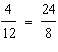 4/12 = 24/8